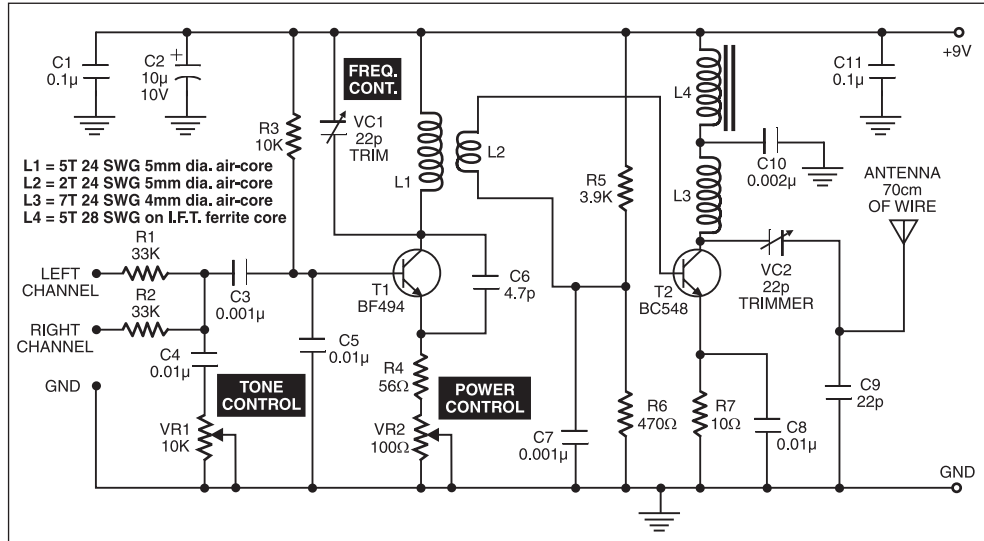 +9V
C1
0.1µ
C2
10µ
10V
+
R3
10K
FREQ.
CONT.
VC1
22p
TRIM
L1
L2
R5
3.9K
L4
L3
C10
0.002µ
C11
0.1µ
ANTENNA
70cm
OF WIRE
L1 = 5T 24 SWG 5mm dia. air-core
L2 = 2T 24 SWG 5mm dia. air-core
L3 = 7T 24 SWG 4mm dia. air-core
L4 = 5T 28 SWG on I.F.T. ferrite core
R1
33K
LEFT
CHANNEL
R2
33K
RIGHT
CHANNEL
GND
C3
0.001µ
C4
0.01µ
TONE
CONTROL
VR1
10K
C5
0.01µ
T1
BF494
C6
4.7p
R4
56Ω
POWER
CONTROL
VR2
100Ω
C7
0.001µ
R6
470Ω
T2
BC548
VC2
22p
TRIMMER
R7
10Ω
C8
0.01µ
C9
22p
GND